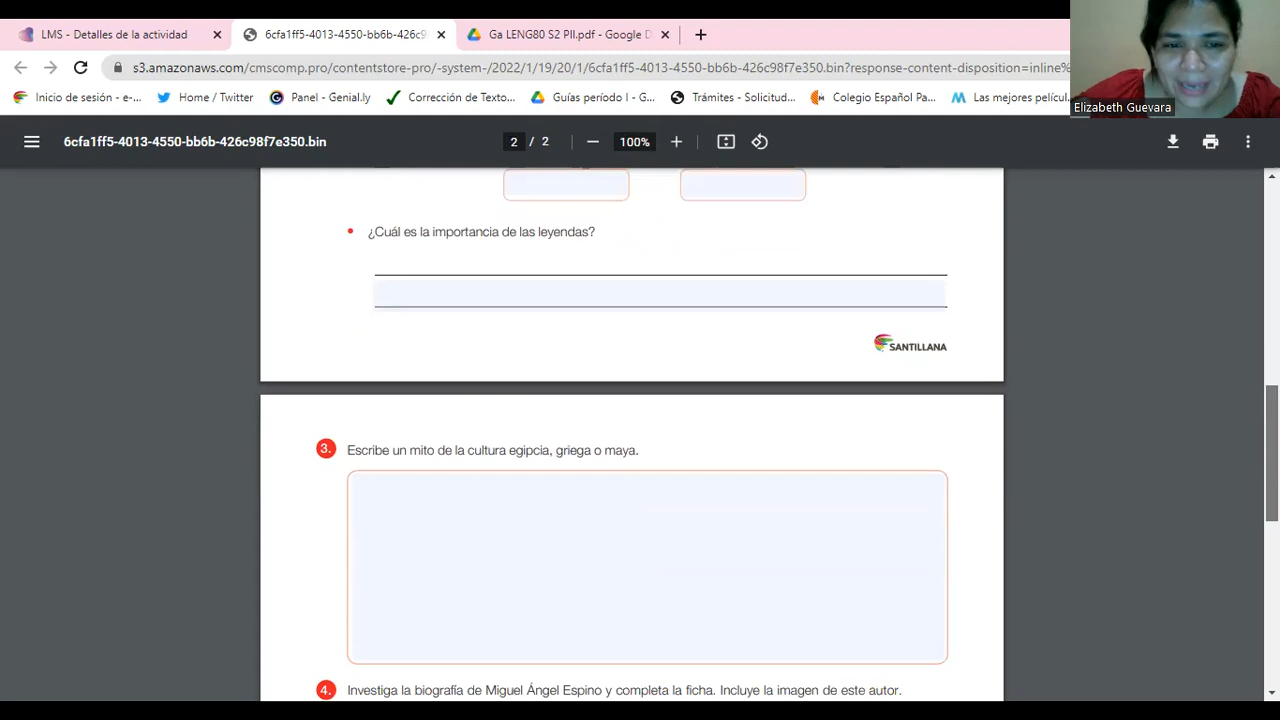 LMS - Detalles de la actividad
6cfa1ff5-4013-4550-bb6b-426c9
Ga LENG80 S2 PII.pdf - Google D
s3.amazonaws.com/cmscomp.pro/contentstore-pro/-system-/2022/1/19/20/1/6cfa1ff5-4013-4550-bb6b-426c98f7e350.bin?response-content-disposition=inline%
Elizabeth Guevara
Inicio de sesión - e-...
Home / Twitter
Panel - Genial.ly
Corrección de Texto...
Guías período I - G...
Trámites - Solicitud...
Colegio Español Pa...
Las mejores películ...
6cfa1ff5-4013-4550-bb6b-426c98f7e350.bin
2 / 2
100%
• ¿Cuál es la importancia de las leyendas?
SANTILLANA
3. Escribe un mito de la cultura egipcia, griega o maya.
4. Investiga la biografía de Miguel Ángel Espino y completa la ficha. Incluye la imagen de este autor.